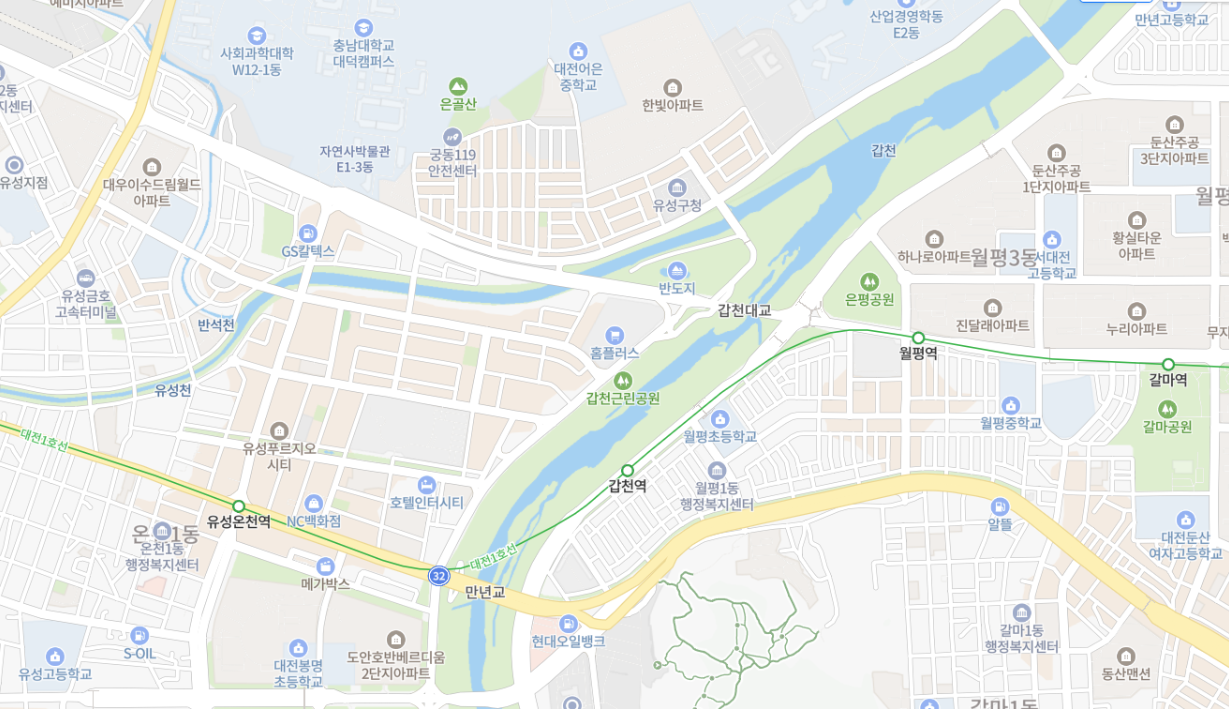 예미지아파트
사회과학대학
W12-1동
충남대학교
대덕캠퍼스
은골산
대전어은
중학교
한빛아파트
산업경영학동
E2동
만년고등학교
2동
지센터
유성지점
대우이수드림월드
아파트
자연사박물관
E1-3동
궁동119
안전센터
유성구청
갑천
둔산주공
3단지아파트
둔산주공
1단지아파트
월평
GS칼텍스
유성금호
고속터미널
반석천
반도지
갑천대교
하나로아파트
월평3동
서대전
고등학교
황실타운
아파트
은평공원
진달래아파트
누리아파트
무지
홈플러스
월평역
갈마역
유성천
갑천근린공원
월평초등학교
월평중학교
갈마공원
대전1호선
유성푸르지오
시티
호텔인터시티
갑천역
월평1동
행정복지센터
유성온천역
NC백화점
알뜰
온천1동
행정복지센터
대전둔산
여자고등학교
대전1호선
32
만년교
메가박스
현대오일뱅크
갈마1동
행정복지센터
S-OIL
유성고등학교
대전봉명
초등학교
도안호반베르디움
2단지아파트
동산맨션
갈마1동